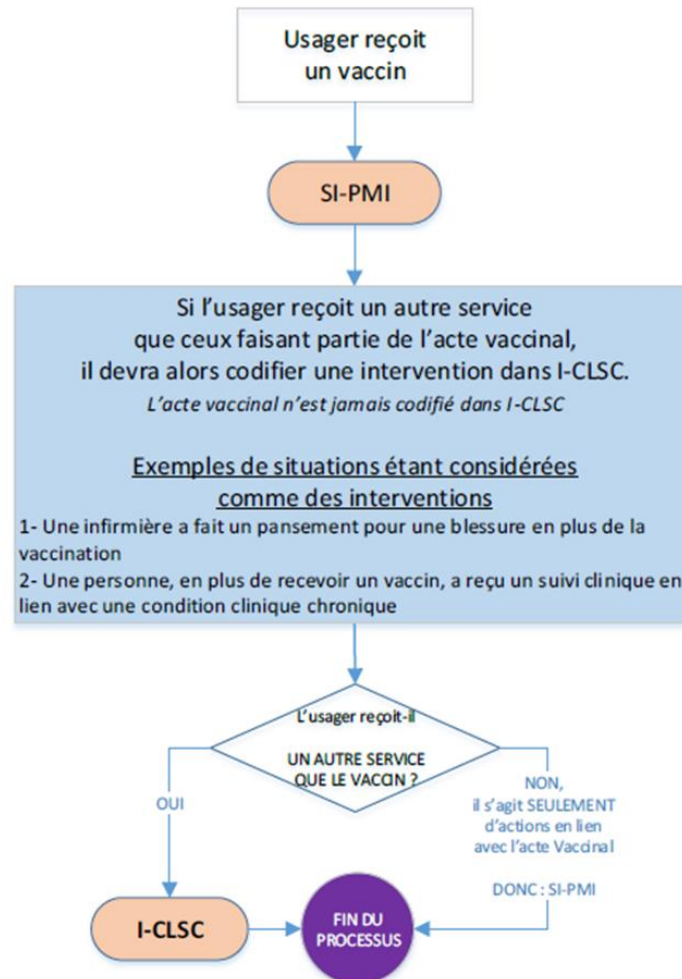 Usager reçoit
un vaccin
SI-PMI
Si l'usager reçoit un autre service
que ceux faisant partie de l'acte vaccinal,
il devra alors codifier une intervention dans I-CLSC.
L'acte vaccinal n'est jamais codifié dans I-CLSC
Exemples de situations étant considérées
comme des interventions
1- Une infirmière a fait un pansement pour une blessure en plus de la
vaccination
2- Une personne, en plus de recevoir un vaccin, a reçu un suivi clinique en
lien avec une condition clinique chronique
L'usager reçoit-il
UN AUTRE SERVICE
QUE LE VACCIN ?
OUI
NON,
il s'agit SEULEMENT
d'actions en lien
avec l'acte Vaccinal
DONC : SI-PMI
I-CLSC
FIN DU
PROCESSUS